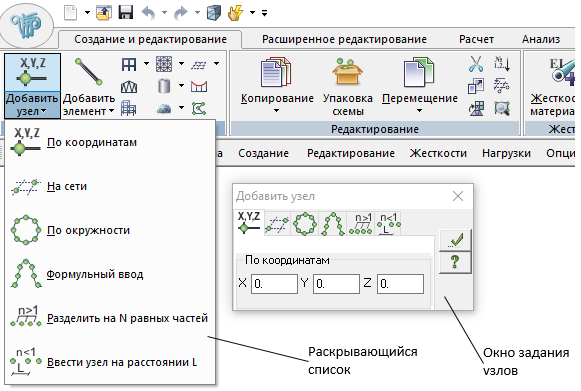 Создание и редактирование Расширенное редактирование Расчет Анализ
X,Y,Z
Добавить узел
Добавить элемент
Копирование
Упаковка схемы
Перемещение
EI
Жесткос
материа
Редактирование
Жест
а Создание Редактирование Жесткости Нагрузки Опци
X,Y,Z По координатам
На сети
По окружности
Формульный ввод
n>1 Разделить на N равных частей
n<1 L Ввести узел на расстоянии L
Добавить узел
X,Y,Z n>1 n<1 L
По координатам
X 0. Y 0. Z 0.
?
Раскрывающийся
список
Окно задания
узлов